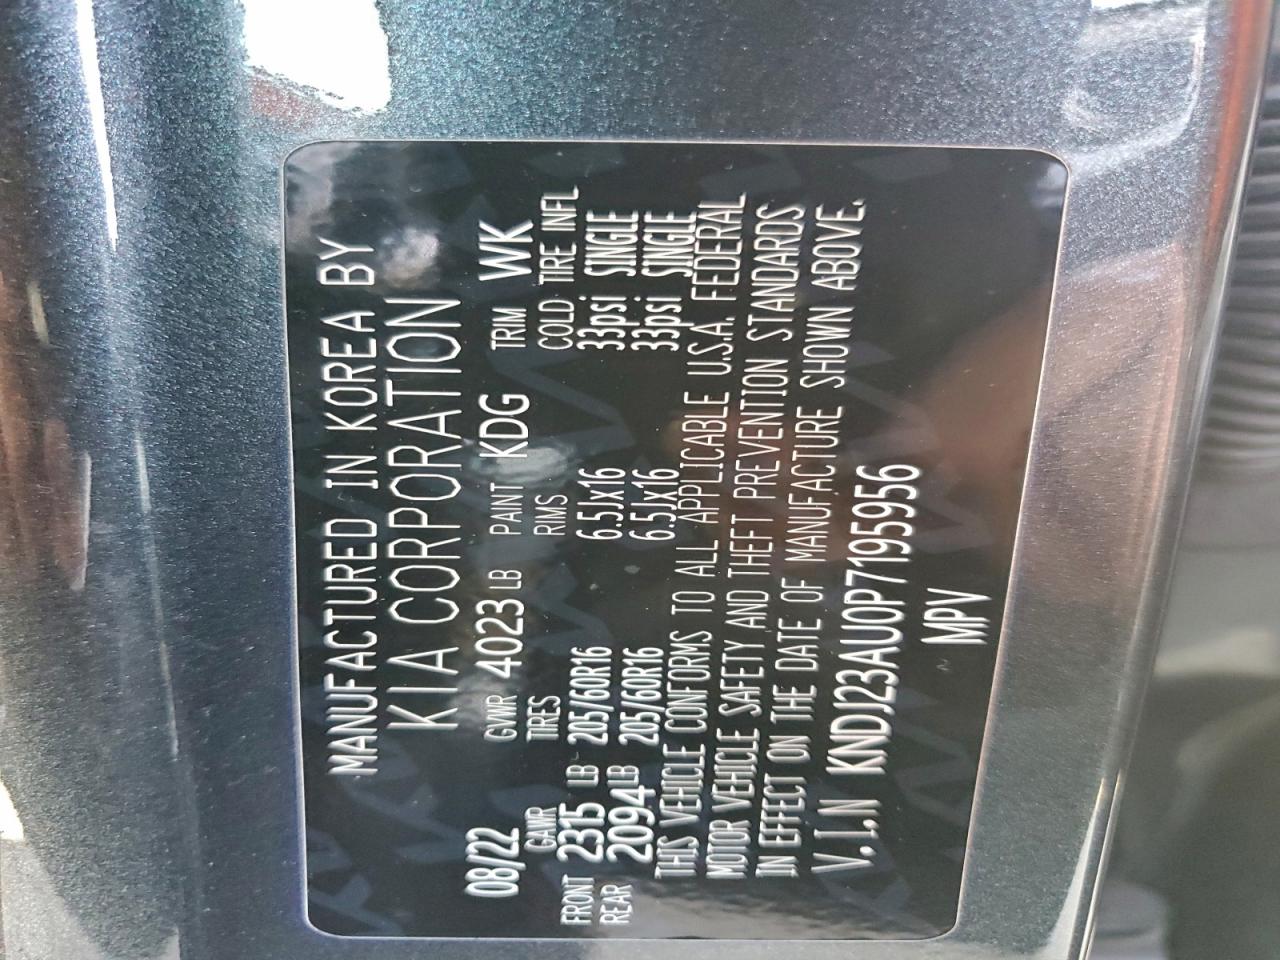 MANUFACTURED IN KOREA BY
KIA CORPORATION
08/22 GVWR 4023 LB PAINT KDG TRIM WK
GAWR TIRES RIMS COLD TIRE INFL
FRONT 2315 LB 205/60R16 6.5Jx16 33psi SINGLE
REAR 2094 LB 205/60R16 6.5Jx16 33psi SINGLE
THIS VEHICLE CONFORMS TO ALL APPLICABLE U.S.A. FEDERAL
MOTOR VEHICLE SAFETY AND THEFT PREVENTION STANDARDS
IN EFFECT ON THE DATE OF MANUFACTURE SHOWN ABOVE.
V.I.N KNDJ23AU0P7195956
MPV